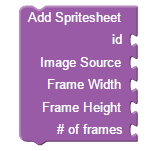 Add Spritesheet
id
Image Source
Frame Width
Frame Height
# of frames